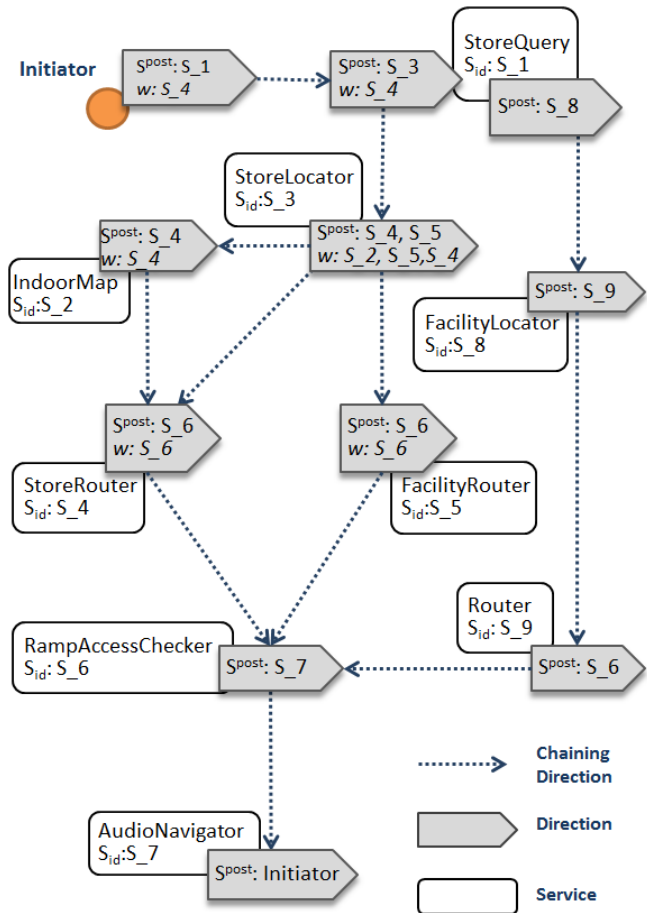 Initiator
Sᵖᵒˢᵗ: S_1
w: S_4
Sᵖᵒˢᵗ: S_3
w: S_4
StoreQuery
Sᵢd: S_1
Sᵖᵒˢᵗ: S_8
StoreLocator
Sᵢd:S_3
Sᵖᵒˢᵗ: S_4
w: S_4
Sᵖᵒˢᵗ: S_4, S_5
w: S_2, S_5,S_4
IndoorMap
Sᵢd:S_2
Sᵖᵒˢᵗ: S_9
FacilityLocator
Sᵢd:S_8
Sᵖᵒˢᵗ: S_6
w: S_6
Sᵖᵒˢᵗ: S_6
w: S_6
StoreRouter
Sᵢd: S_4
FacilityRouter
Sᵢd:S_5
Router
Sᵢd: S_9
RampAccessChecker
Sᵢd: S_6
Sᵖᵒˢᵗ: S_7
Sᵖᵒˢᵗ: S_6
Chaining
Direction
AudioNavigator
Sᵢd:S_7
Direction
Sᵖᵒˢᵗ: Initiator
Service